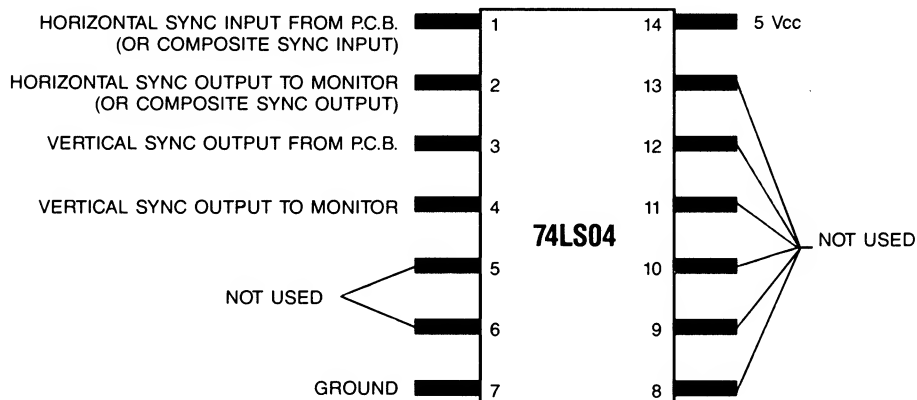 HORIZONTAL SYNC INPUT FROM P.C.B.
(OR COMPOSITE SYNC INPUT)
1
14
5 Vcc
HORIZONTAL SYNC OUTPUT TO MONITOR
(OR COMPOSITE SYNC OUTPUT)
2
13
VERTICAL SYNC OUTPUT FROM P.C.B.
3
12
VERTICAL SYNC OUTPUT TO MONITOR
4
11
74LS04
NOT USED
5
10
NOT USED
6
9
GROUND
7
8